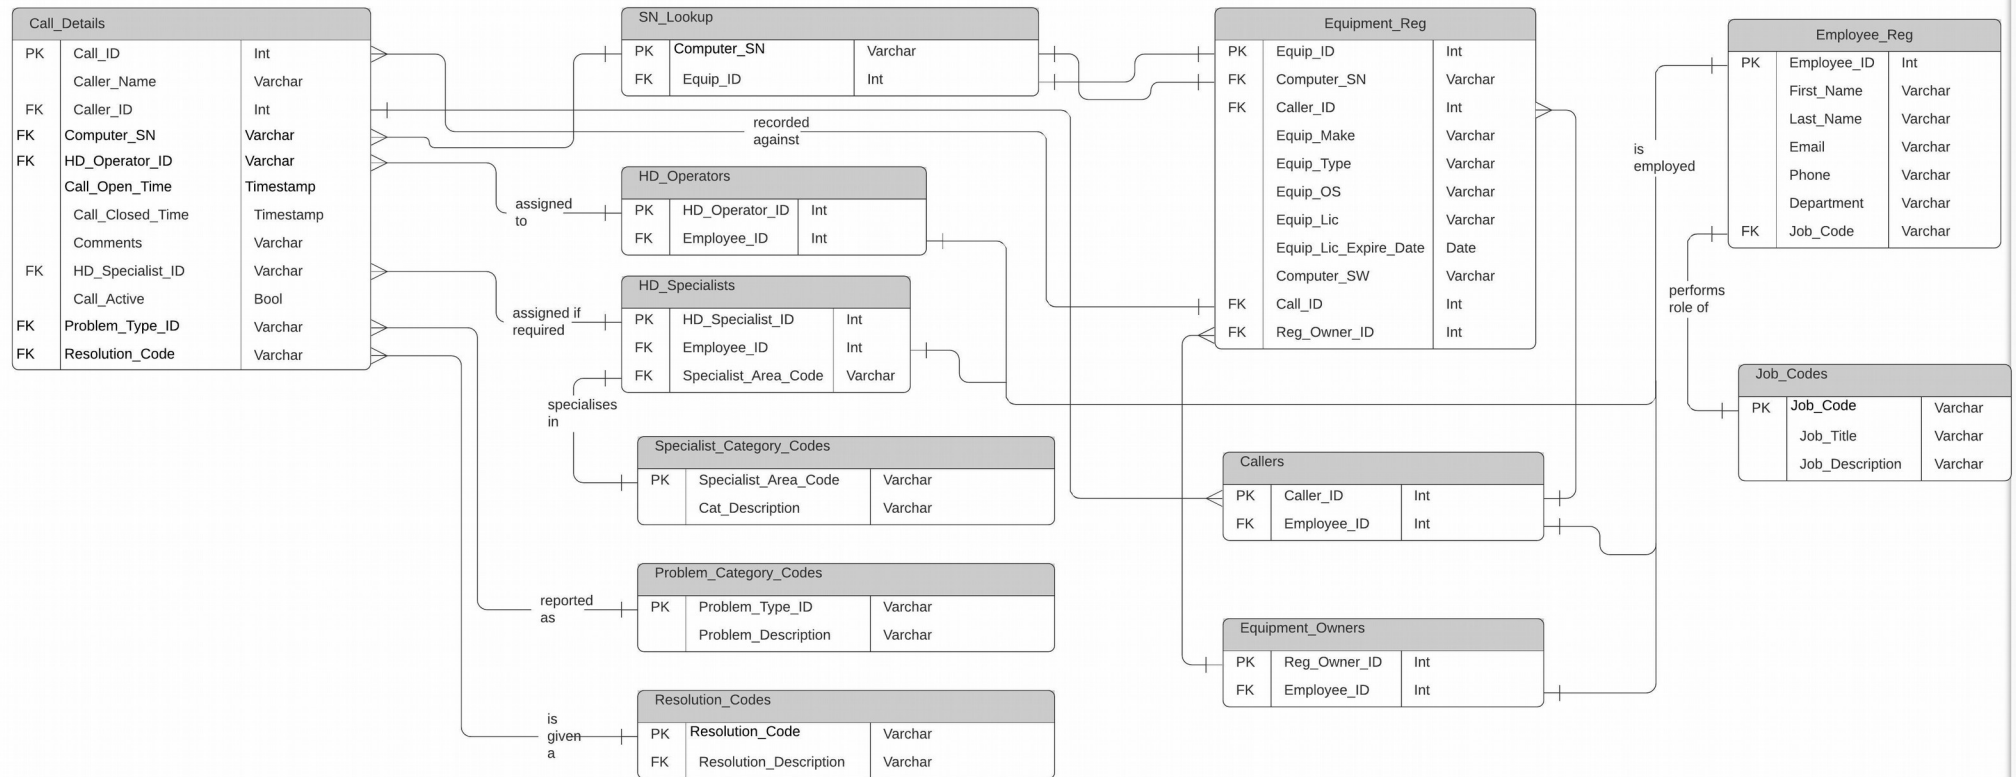 Call_Details
PK Call_ID Int
Caller_Name Varchar
FK Caller_ID Int
FK Computer_SN Varchar
FK HD_Operator_ID Varchar
Call_Open_Time Timestamp
Call_Closed_Time Timestamp
Comments Varchar
FK HD_Specialist_ID Varchar
Call_Active Bool
FK Problem_Type_ID Varchar
FK Resolution_Code Varchar
SN_Lookup
PK Computer_SN Varchar
FK Equip_ID Int
recorded
against
HD_Operators
PK HD_Operator_ID Int
FK Employee_ID Int
assigned
to
HD_Specialists
PK HD_Specialist_ID Int
FK Employee_ID Int
FK Specialist_Area_Code Varchar
assigned if
required
specialises
in
Specialist_Category_Codes
PK Specialist_Area_Code Varchar
Cat_Description Varchar
Problem_Category_Codes
PK Problem_Type_ID Varchar
Problem_Description Varchar
reported
as
Resolution_Codes
PK Resolution_Code Varchar
FK Resolution_Description Varchar
is
given
a
Equipment_Reg
PK Equip_ID Int
FK Computer_SN Varchar
FK Caller_ID Int
Equip_Make Varchar
Equip_Type Varchar
Equip_OS Varchar
Equip_Lic Varchar
Equip_Lic_Expire_Date Date
Computer_SW Varchar
FK Call_ID Int
FK Reg_Owner_ID Int
Callers
PK Caller_ID Int
FK Employee_ID Int
Equipment_Owners
PK Reg_Owner_ID Int
FK Employee_ID Int
is
employed
Employee_Reg
PK Employee_ID Int
First_Name Varchar
Last_Name Varchar
Email Varchar
Phone Varchar
Department Varchar
FK Job_Code Varchar
performs
role of
Job_Codes
PK Job_Code Varchar
Job_Title Varchar
Job_Description Varchar